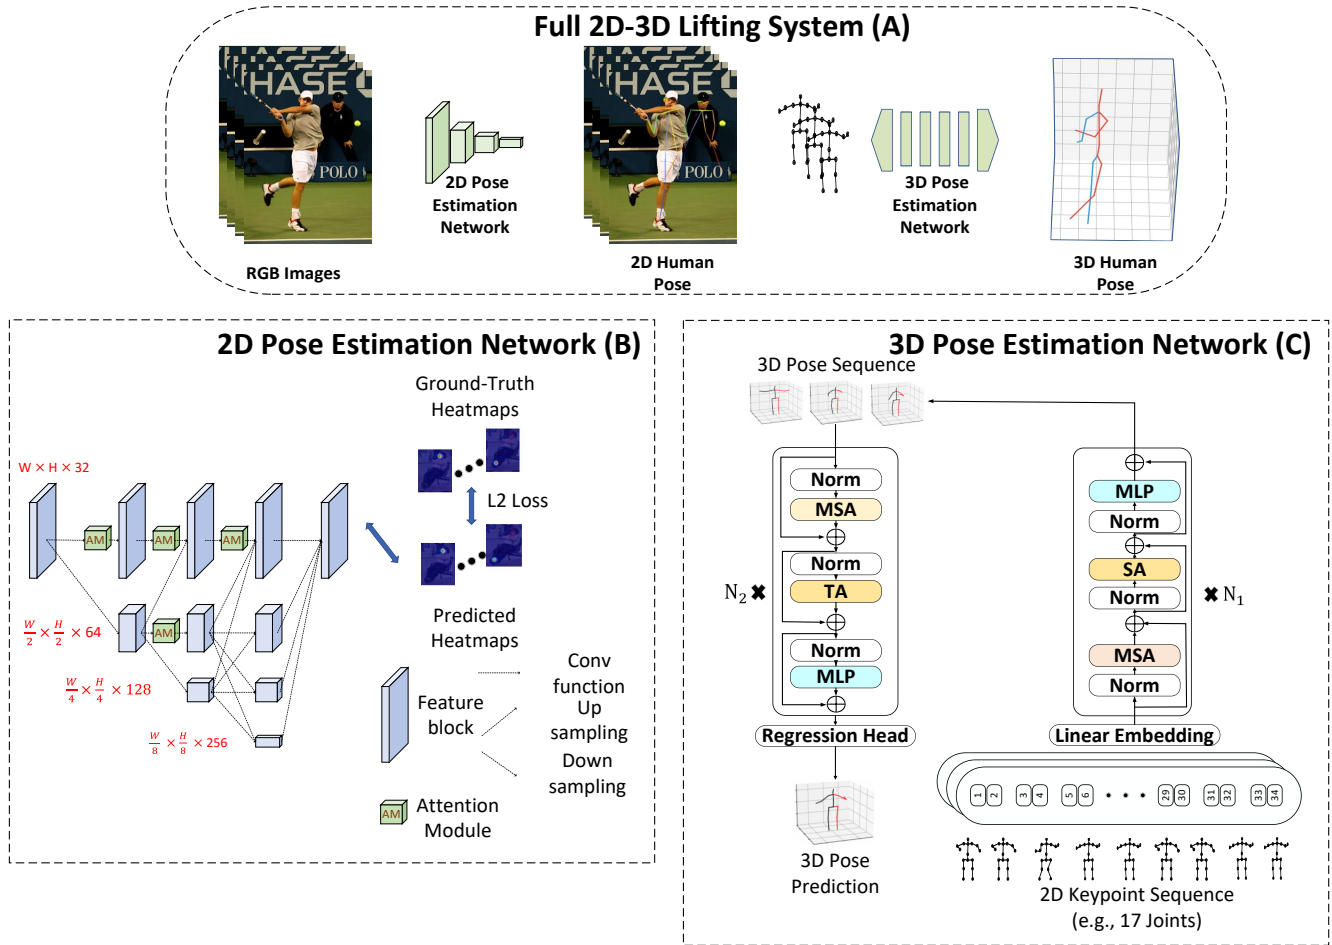 Full 2D-3D Lifting System (A)
CHASE
CHASE
POLO
POLO
2D Pose
Estimation
Network
3D Pose
Estimation
Network
RGB Images
2D Human
Pose
3D Human
Pose
2D Pose Estimation Network (B)
Ground-Truth
Heatmaps
W × H × 32
L2 Loss
AM
AM
AM
W/2 × H/2 × 64
AM
Predicted
Heatmaps
W/4 × H/4 × 128
W/8 × H/8 × 256
Feature
block
Conv
function
Up
sampling
Down
sampling
AM
Attention
Module
3D Pose Estimation Network (C)
3D Pose Sequence
Norm
MSA
Norm
TA
Norm
MLP
N₂ ✖
Regression Head
3D Pose
Prediction
MLP
Norm
SA
Norm
MSA
Norm
✖ N₁
Linear Embedding
1 2 3 4 5 6 • • • 29 30 31 32 33 34
2D Keypoint Sequence
(e.g., 17 Joints)